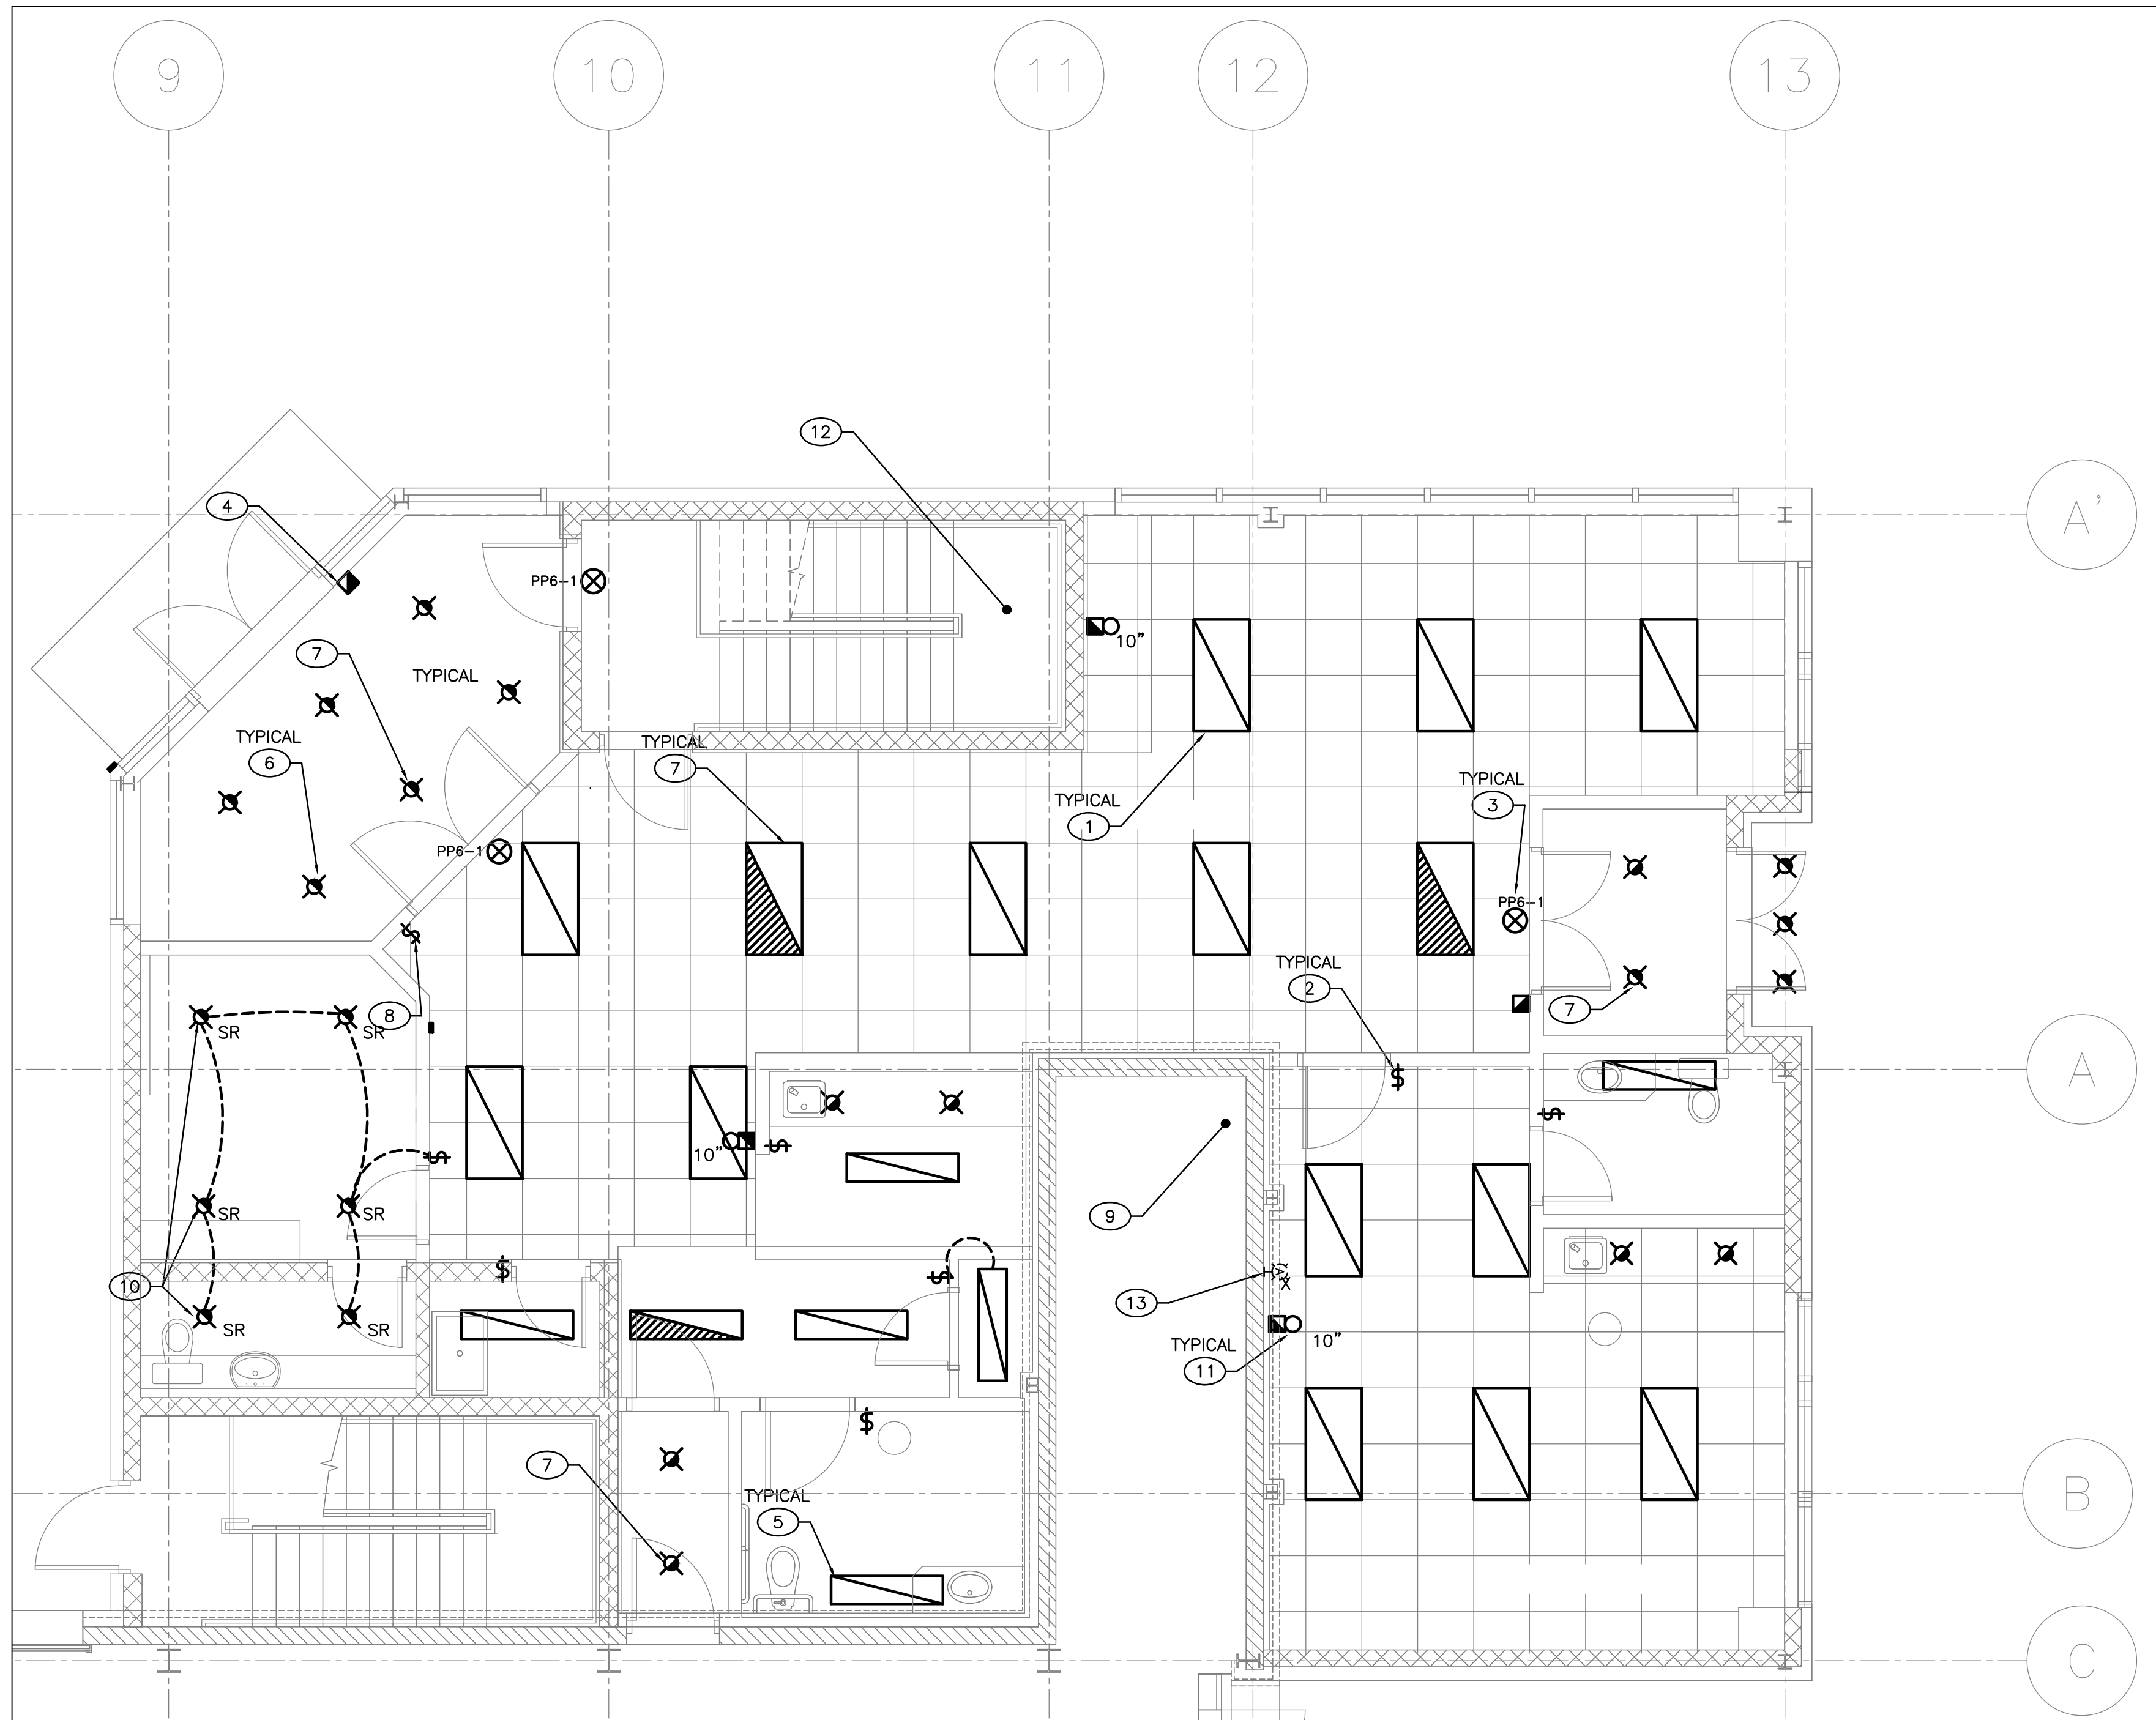 9 10 11 12 13
12
4
A'
PP6-1
10"
7
TYPICAL
TYPICAL
6
TYPICAL
7
TYPICAL
1
TYPICAL
3
PP6-1
PP6-1
TYPICAL
2
8
7
SR
SR
A
10"
SR
SR
9
10
13
X
SR
SR
10"
TYPICAL
11
7
TYPICAL
5
B
C